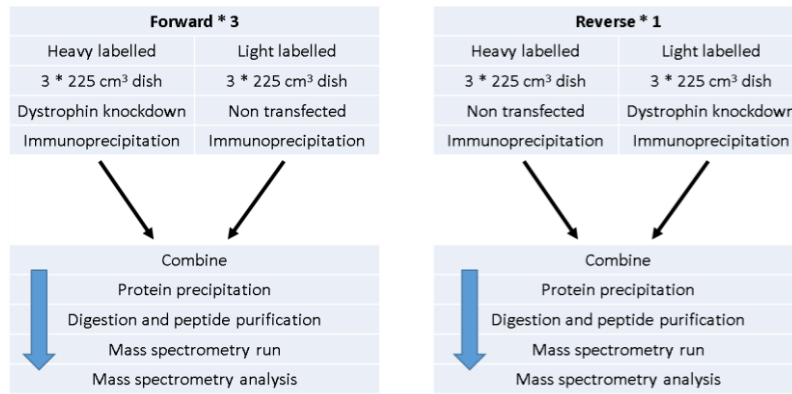 Forward * 3
Heavy labelled Light labelled
3 * 225 cm³ dish 3 * 225 cm³ dish
Dystrophin knockdown Non transfected
Immunoprecipitation Immunoprecipitation
Combine
Protein precipitation
Digestion and peptide purification
Mass spectrometry run
Mass spectrometry analysis
Reverse * 1
Heavy labelled Light labelled
3 * 225 cm³ dish 3 * 225 cm³ dish
Non transfected Dystrophin knockdown
Immunoprecipitation Immunoprecipitation
Combine
Protein precipitation
Digestion and peptide purification
Mass spectrometry run
Mass spectrometry analysis